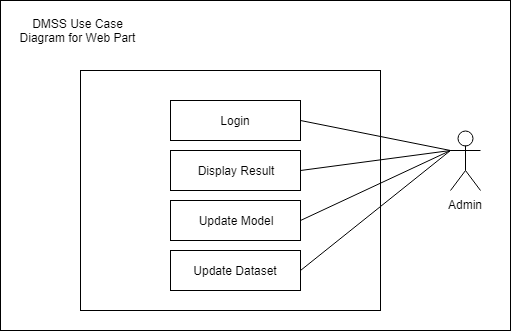 DMSS Use Case
Diagram for Web Part
Login
Display Result
Update Model
Update Dataset
Admin